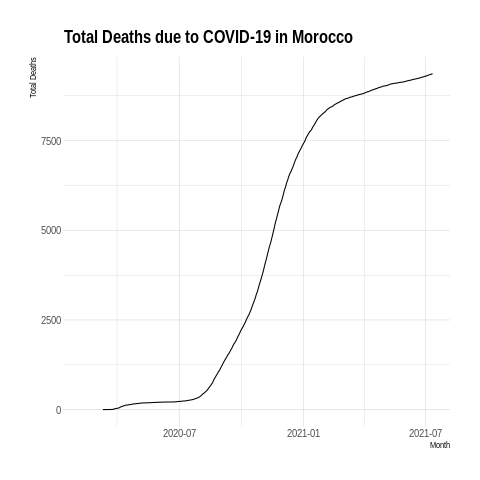 Total Deaths due to COVID-19 in Morocco
Total Deaths
7500
5000
2500
0
2020-07 2021-01 2021-07
Month